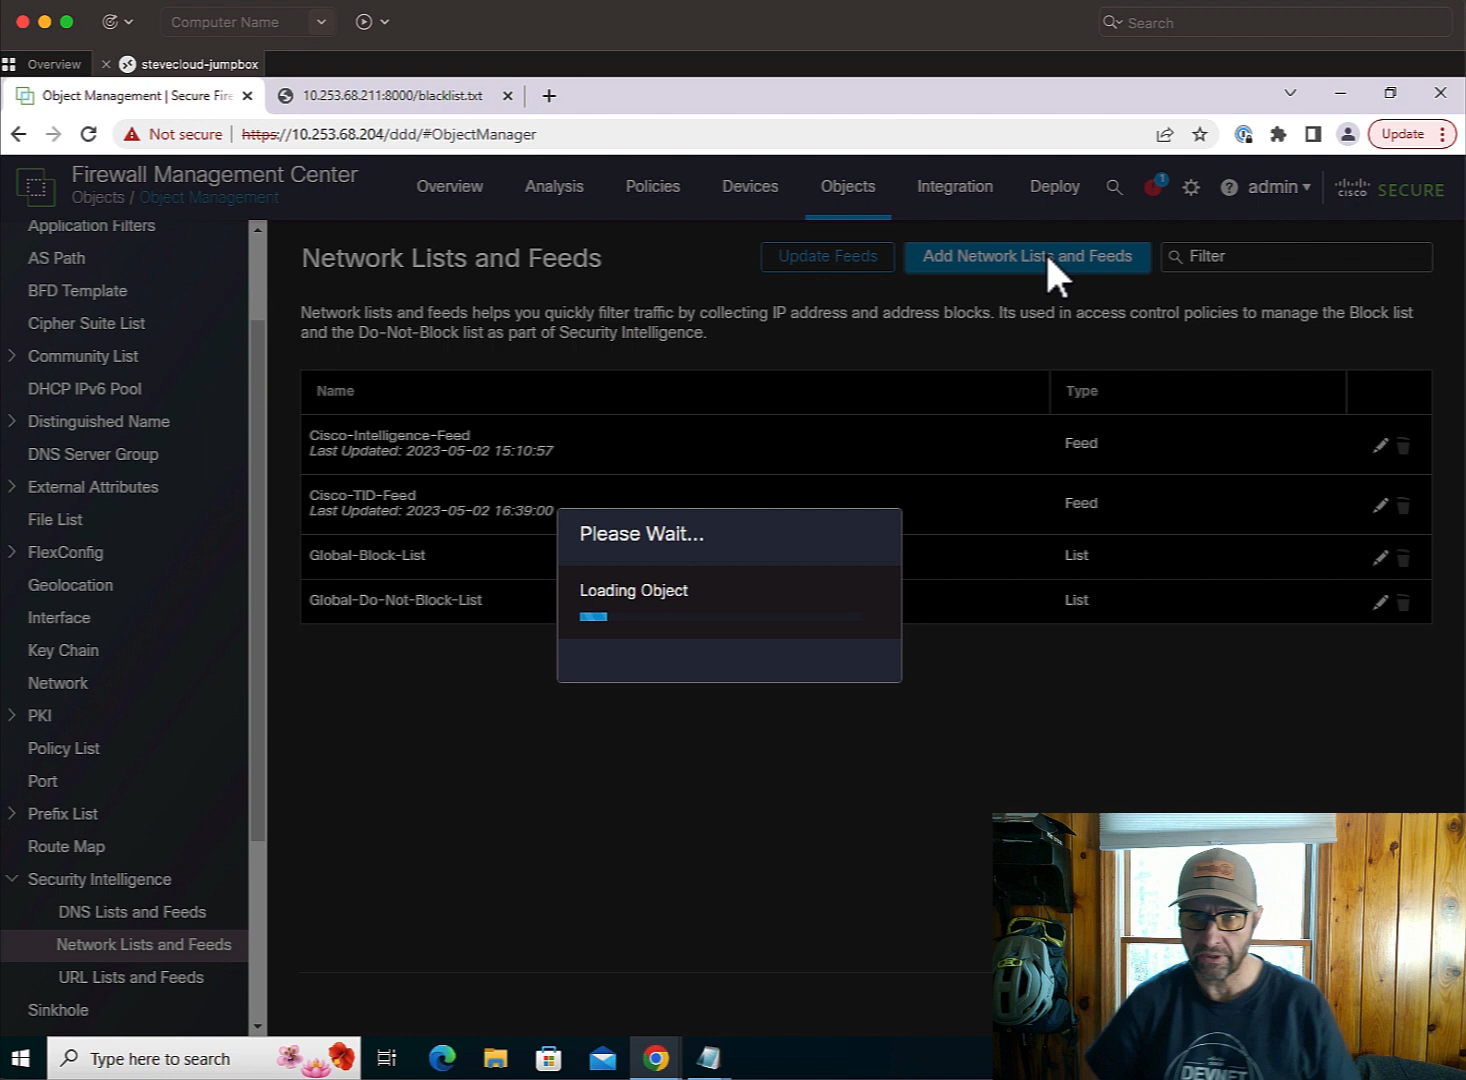 Computer Name
Search
Overview
stevecloud-jumpbox
Object Management | Secure Fire
10.253.68.211:8000/blacklist.txt
Not secure
https://10.253.68.204/ddd/#ObjectManager
Update
Firewall Management Center
Objects / Object Management
Overview
Analysis
Policies
Devices
Objects
Integration
Deploy
1
admin
CISCO SECURE
Application Filters
AS Path
BFD Template
Cipher Suite List
Community List
DHCP IPv6 Pool
Distinguished Name
DNS Server Group
External Attributes
File List
FlexConfig
Geolocation
Interface
Key Chain
Network
PKI
Policy List
Port
Prefix List
Route Map
Security Intelligence
DNS Lists and Feeds
Network Lists and Feeds
URL Lists and Feeds
Sinkhole
Network Lists and Feeds
Update Feeds
Add Network Lists and Feeds
Filter
Network lists and feeds helps you quickly filter traffic by collecting IP address and address blocks. Its used in access control policies to manage the Block list
and the Do-Not-Block list as part of Security Intelligence.
Name
Type
Cisco-Intelligence-Feed
Last Updated: 2023-05-02 15:10:57
Feed
Cisco-TID-Feed
Last Updated: 2023-05-02 16:39:00
Feed
Global-Block-List
List
Global-Do-Not-Block-List
List
Please Wait...
Loading Object
Type here to search
DEVNET